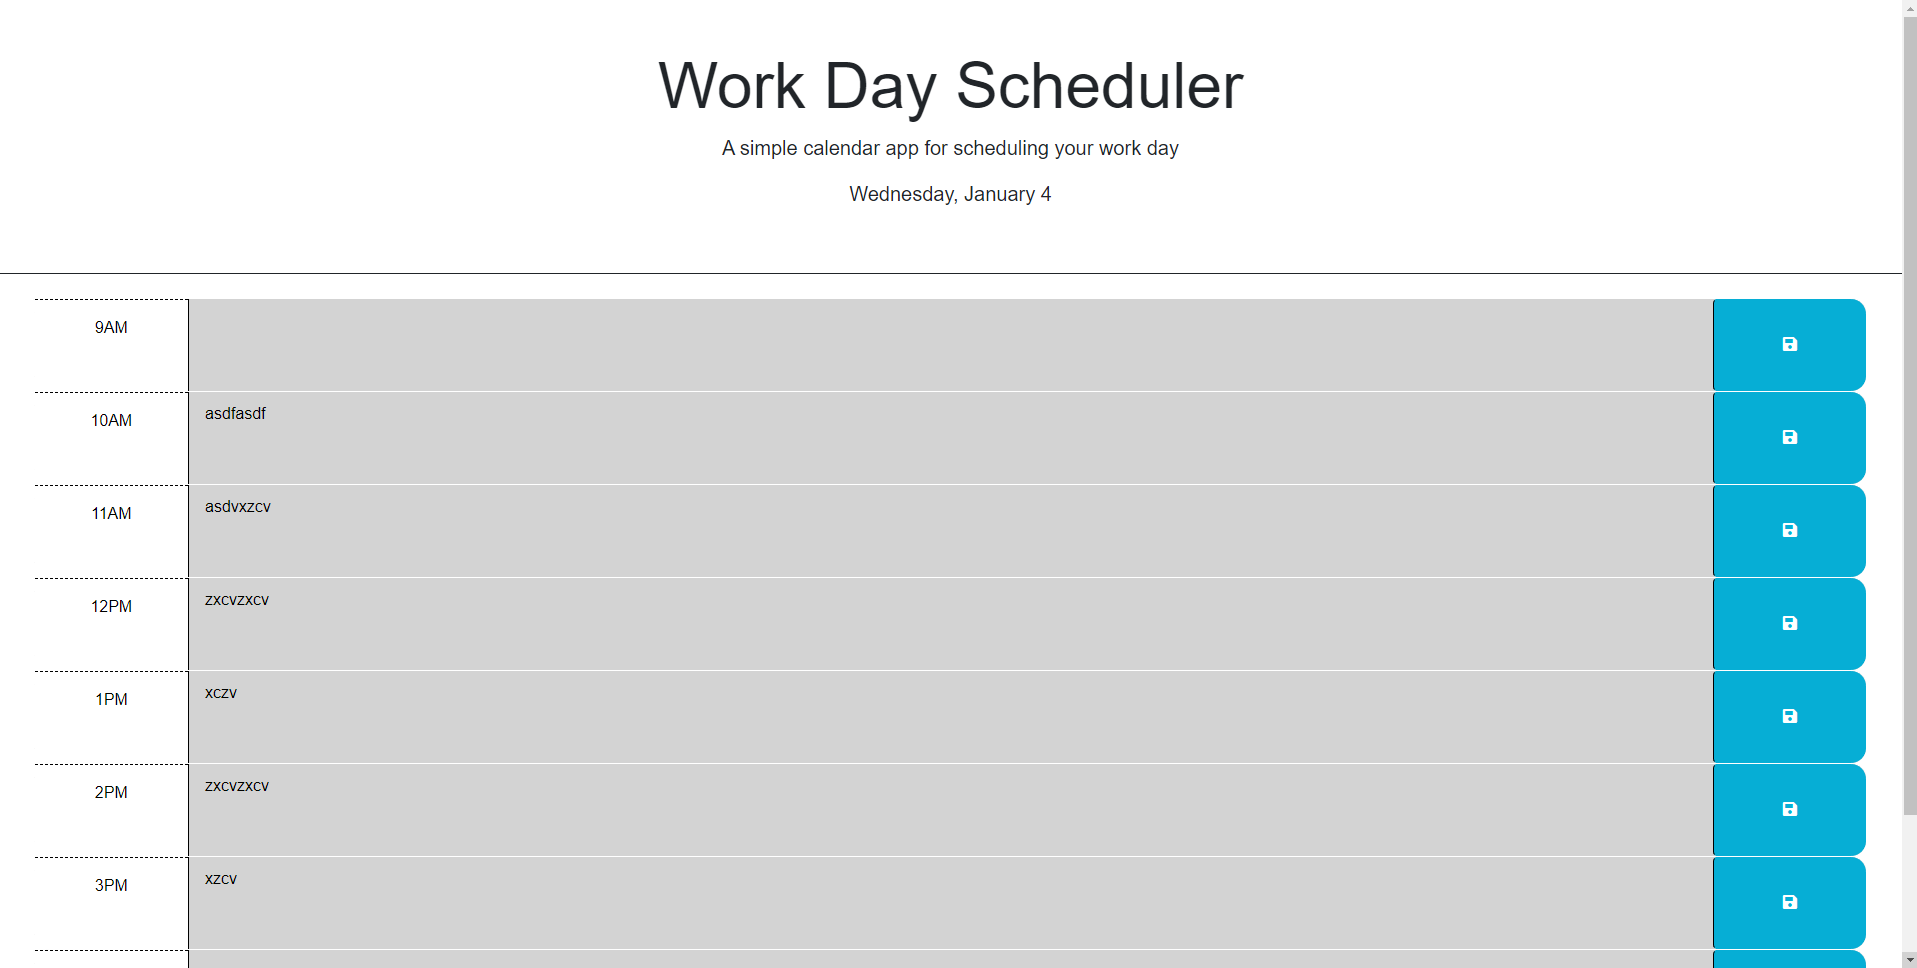 Work Day Scheduler
A simple calendar app for scheduling your work day
Wednesday, January 4
9AM
10AM asdfasdf
11AM asdvxzcv
12PM zxcvzxcv
1PM xczv
2PM zxcvzxcv
3PM xzcv